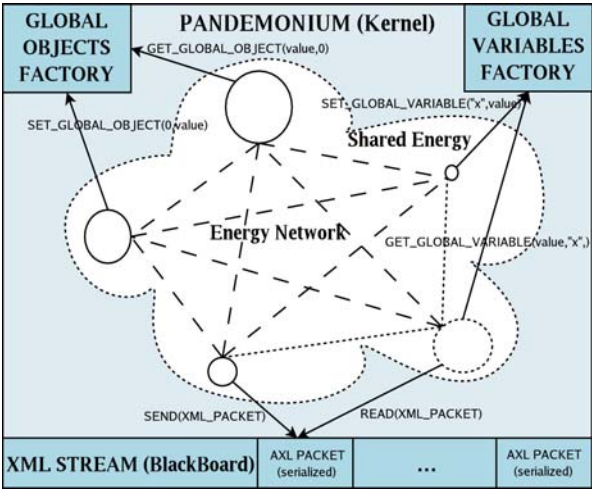 GLOBAL
OBJECTS
FACTORY
PANDEMONIUM (Kernel)
GLOBAL
VARIABLES
FACTORY
GET_GLOBAL_OBJECT(value,0)
SET_GLOBAL_VARIABLE("x",value)
SET_GLOBAL_OBJECT(0,value)
Shared Energy
Energy Network
GET_GLOBAL_VARIABLE(value,"x",)
SEND(XML_PACKET)
READ(XML_PACKET)
XML STREAM (BlackBoard)
AXL PACKET
(serialized)
...
AXL PACKET
(serialized)